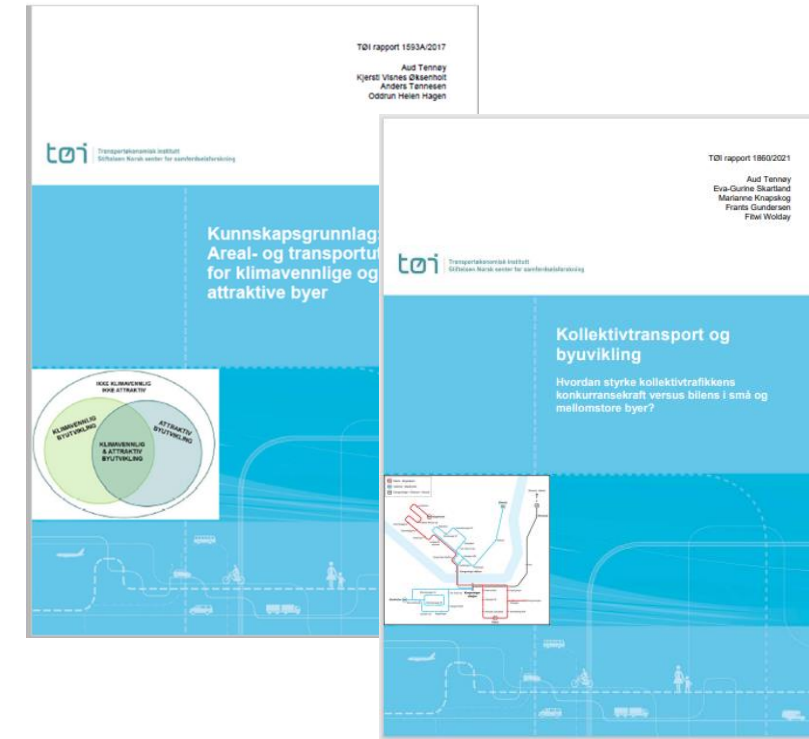 TØI rapport 1593A/2017
Aud Tennøy
Kjersti Visnes Øksenholt
Anders Tønnesen
Oddrun Helen Hagen
tøi
Transportøkonomisk institutt
Stiftelsen Norsk senter for samferdselsforskning
Kunnskapsgrunnlag:
Areal- og transportut
for klimavennlige og
attraktive byer
IKKE KLIMAVENNLIG
IKKE ATTRAKTIV
KLIMAVENNLIG
BYUTVIKLING
ATTRAKTIV
BYUTVIKLING
KLIMAVENNLIG
& ATTRAKTIV
BYUTVIKLING
TØI rapport 1860/2021
Aud Tennøy
Eva-Gurine Skartland
Marianne Knapskog
Frants Gundersen
Fitwi Wolday
tøi
Transportøkonomisk institutt
Stiftelsen Norsk senter for samferdselsforskning
Kollektivtransport og
byuvikling
Hvordan styrke kollektivtrafikkens
konkurransekraft versus bilens i små og
mellomstore byer?